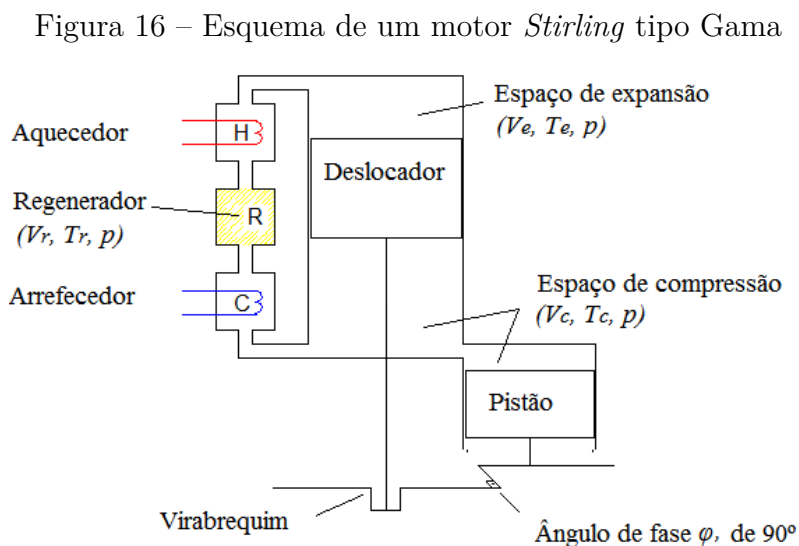 Figura 16 – Esquema de um motor Stirling tipo Gama
Espaço de expansão
(Ve, Te, p)
Aquecedor
H
Deslocador
Regenerador
(Vr, Tr, p)
R
Arrefecedor
C
Espaço de compressão
(Vc, Tc, p)
Pistão
Virabrequim
Ângulo de fase φ, de 90º